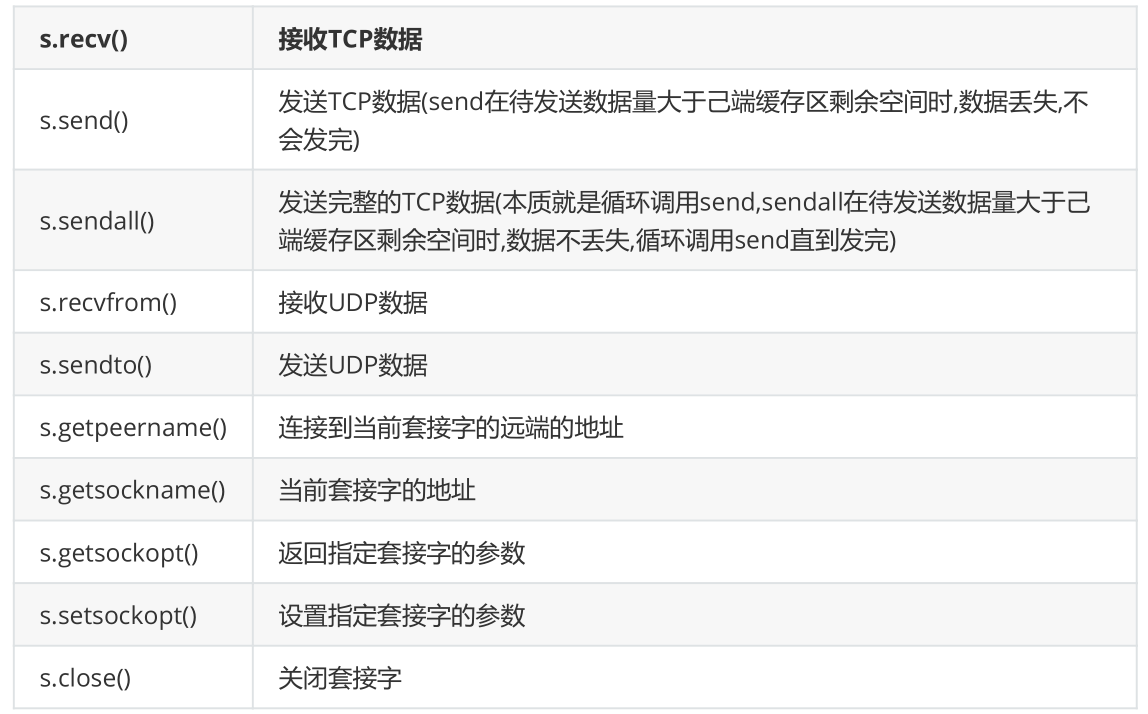 s.recv() 接收TCP数据
s.send() 发送TCP数据(send在待发送数据量大于己端缓存区剩余空间时,数据丢失,不
会发完)
s.sendall() 发送完整的TCP数据(本质就是循环调用send,sendall在待发送数据量大于己
端缓存区剩余空间时,数据不丢失,循环调用send直到发完)
s.recvfrom() 接收UDP数据
s.sendto() 发送UDP数据
s.getpeername() 连接到当前套接字的远端的地址
s.getsockname() 当前套接字的地址
s.getsockopt() 返回指定套接字的参数
s.setsockopt() 设置指定套接字的参数
s.close() 关闭套接字